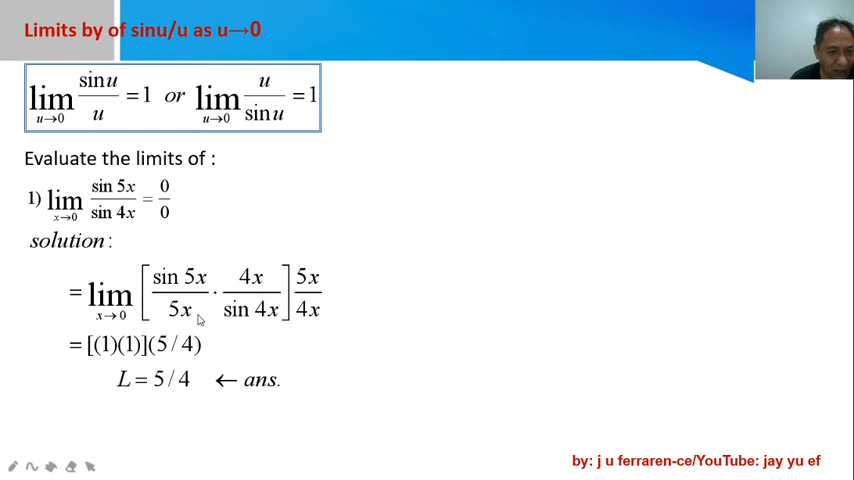 Limits by of sinu/u as u→0
lim u→0 sinu/u = 1 or lim u→0 u/sinu = 1
Evaluate the limits of :
1) lim x→0 sin 5x/sin 4x = 0/0
solution:
= lim x→0 [sin 5x/5x · 4x/sin 4x] 5x/4x
= [(1)(1)](5/4)
L = 5/4 ← ans.
by: j u ferraren-ce/YouTube: jay yu ef